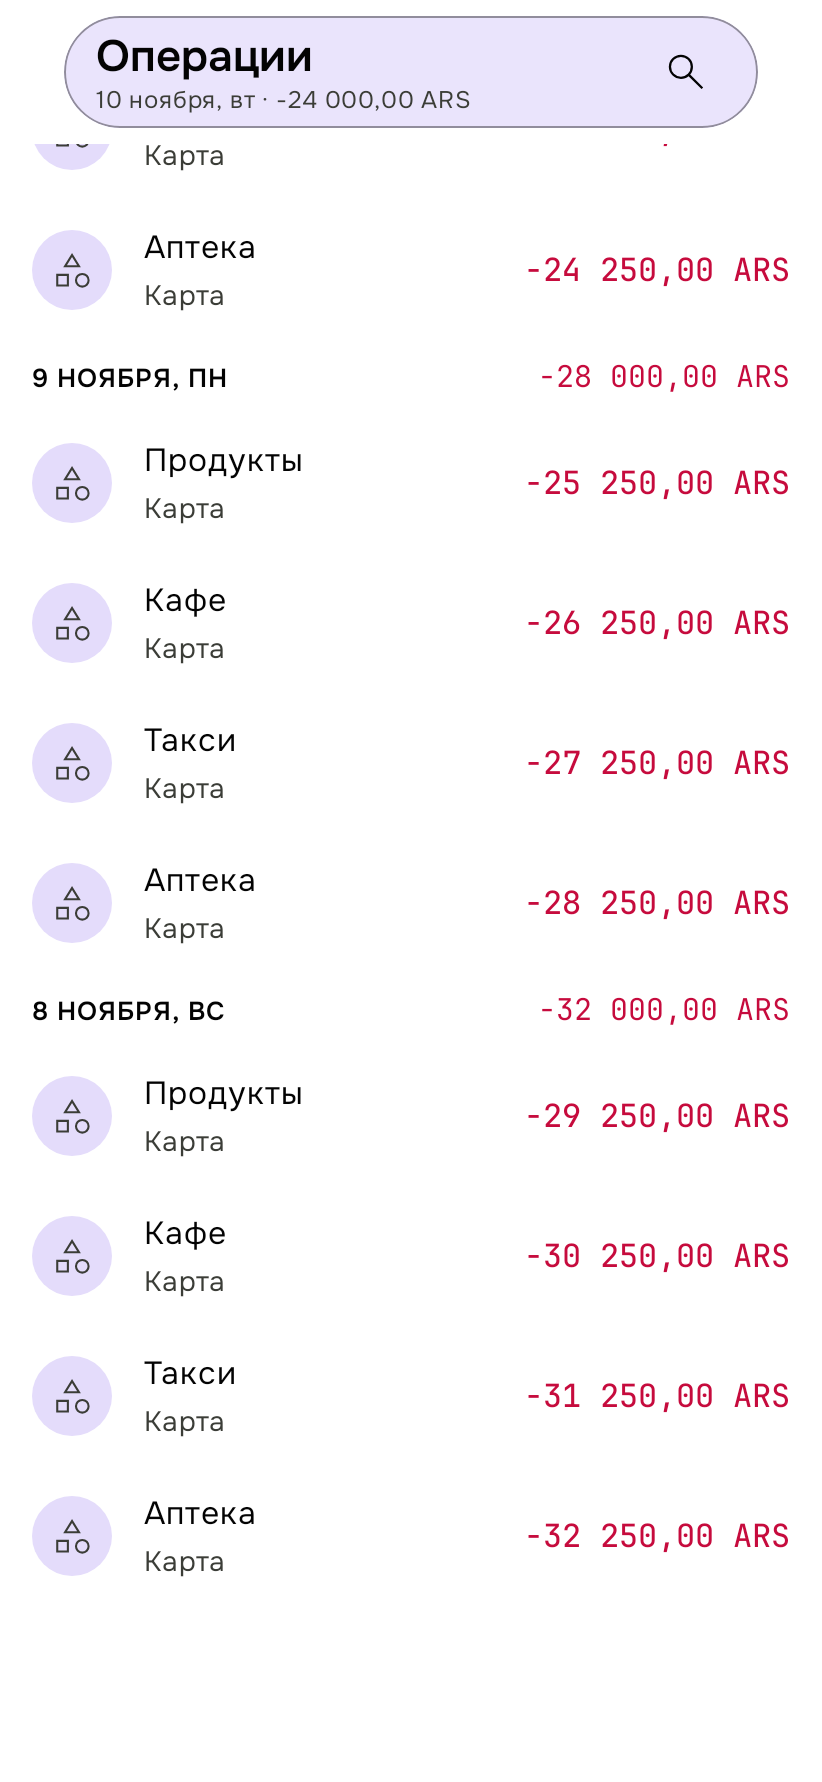 Операции
10 ноября, вт · -24 000,00 ARS
Карта
Аптека
-24 250,00 ARS
Карта
9 НОЯБРЯ, ПН
-28 000,00 ARS
Продукты
-25 250,00 ARS
Карта
Кафе
-26 250,00 ARS
Карта
Такси
-27 250,00 ARS
Карта
Аптека
-28 250,00 ARS
Карта
8 НОЯБРЯ, ВС
-32 000,00 ARS
Продукты
-29 250,00 ARS
Карта
Кафе
-30 250,00 ARS
Карта
Такси
-31 250,00 ARS
Карта
Аптека
-32 250,00 ARS
Карта